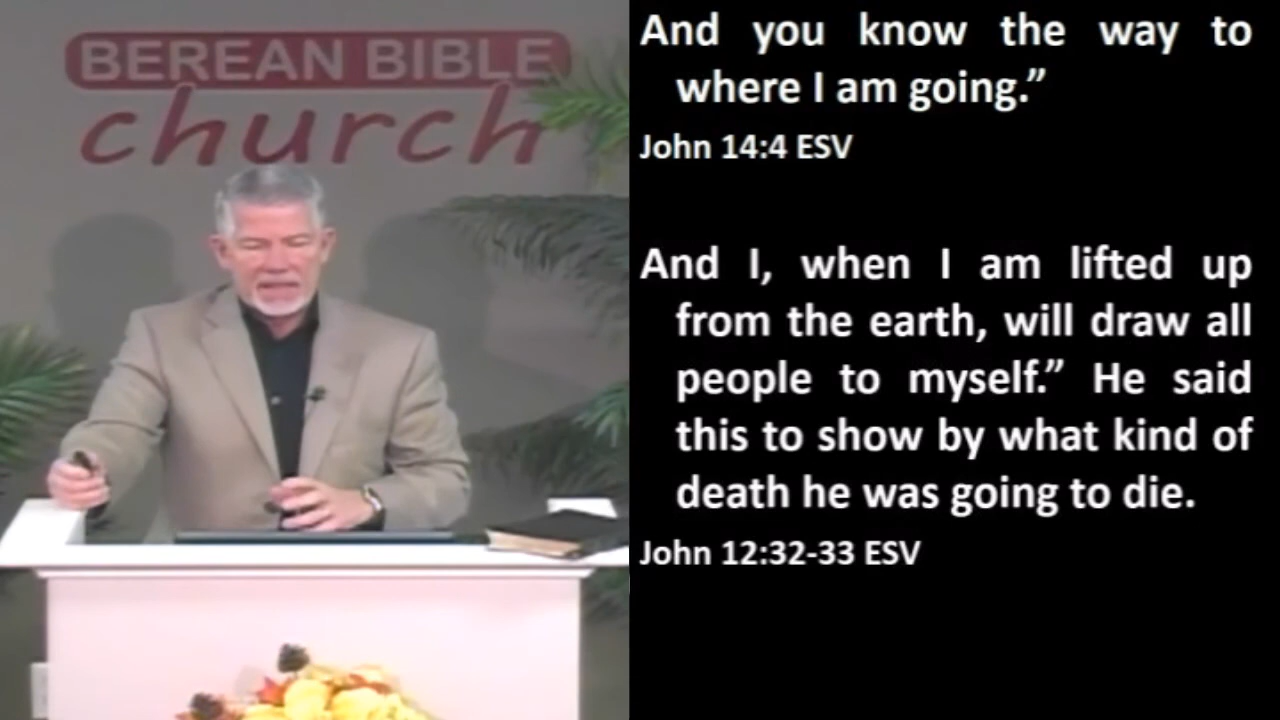 BEREAN BIBLE
church
And you know the way to
where I am going.”
John 14:4 ESV
And I, when I am lifted up
from the earth, will draw all
people to myself.” He said
this to show by what kind of
death he was going to die.
John 12:32-33 ESV